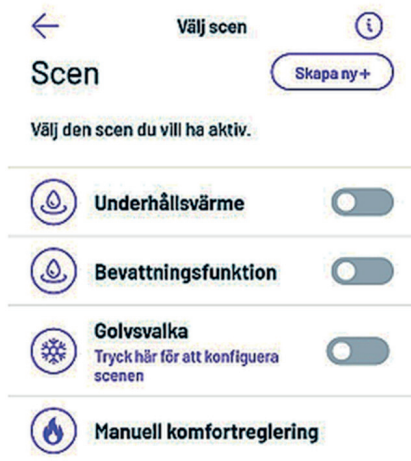 Välj scen
Scen
Skapa ny+
Välj den scen du vill ha aktiv.
Underhållsvärme
Bevattningsfunktion
Golvsvalka
Tryck här för att konfiguera
scenen
Manuell komfortreglering